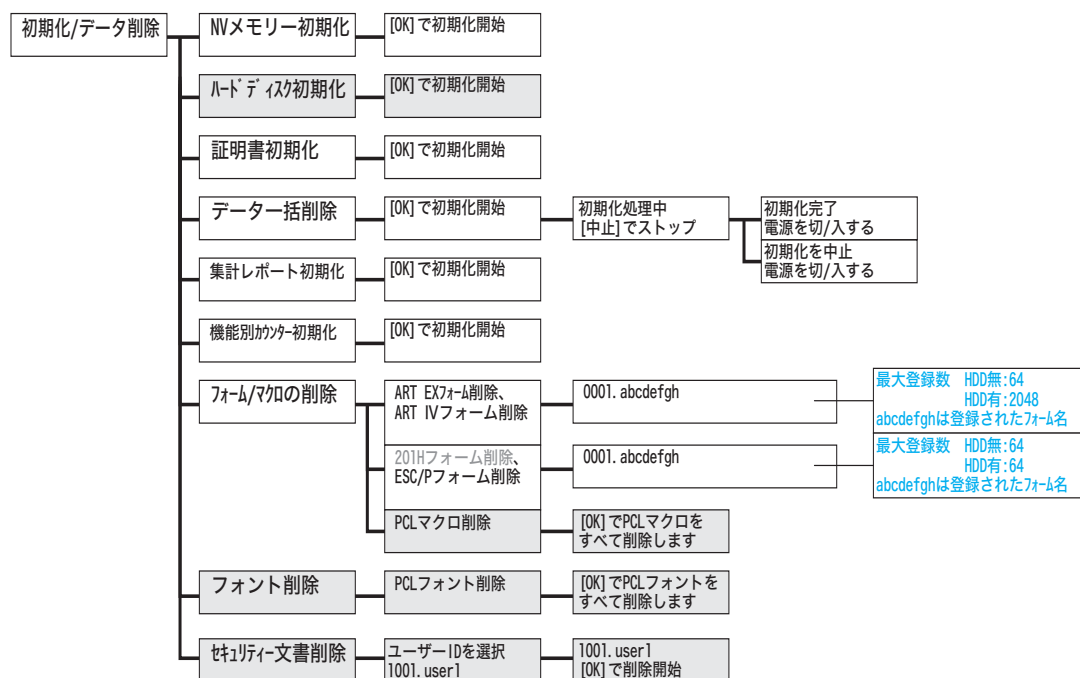 初期化/データ削除
NVメモリー初期化
[OK]で初期化開始
ハードディスク初期化
[OK]で初期化開始
証明書初期化
[OK]で初期化開始
データ一括削除
[OK]で初期化開始
初期化処理中
[中止]でストップ
初期化完了
電源を切/入する
初期化を中止
電源を切/入する
集計レポート初期化
[OK]で初期化開始
機能別カウンター初期化
[OK]で初期化開始
フォーム/マクロの削除
ART EXフォーム削除、
ART IVフォーム削除
0001.abcdefgh
最大登録数 HDD無:64
HDD有:2048
abcdefghは登録されたフォーム名
201Hフォーム削除、
ESC/Pフォーム削除
0001.abcdefgh
最大登録数 HDD無:64
HDD有:64
abcdefghは登録されたフォーム名
PCLマクロ削除
[OK]でPCLマクロを
すべて削除します
フォント削除
PCLフォント削除
[OK]でPCLフォントを
すべて削除します
セキュリティー文書削除
ユーザーIDを選択
1001.user1
1001.user1
[OK]で削除開始